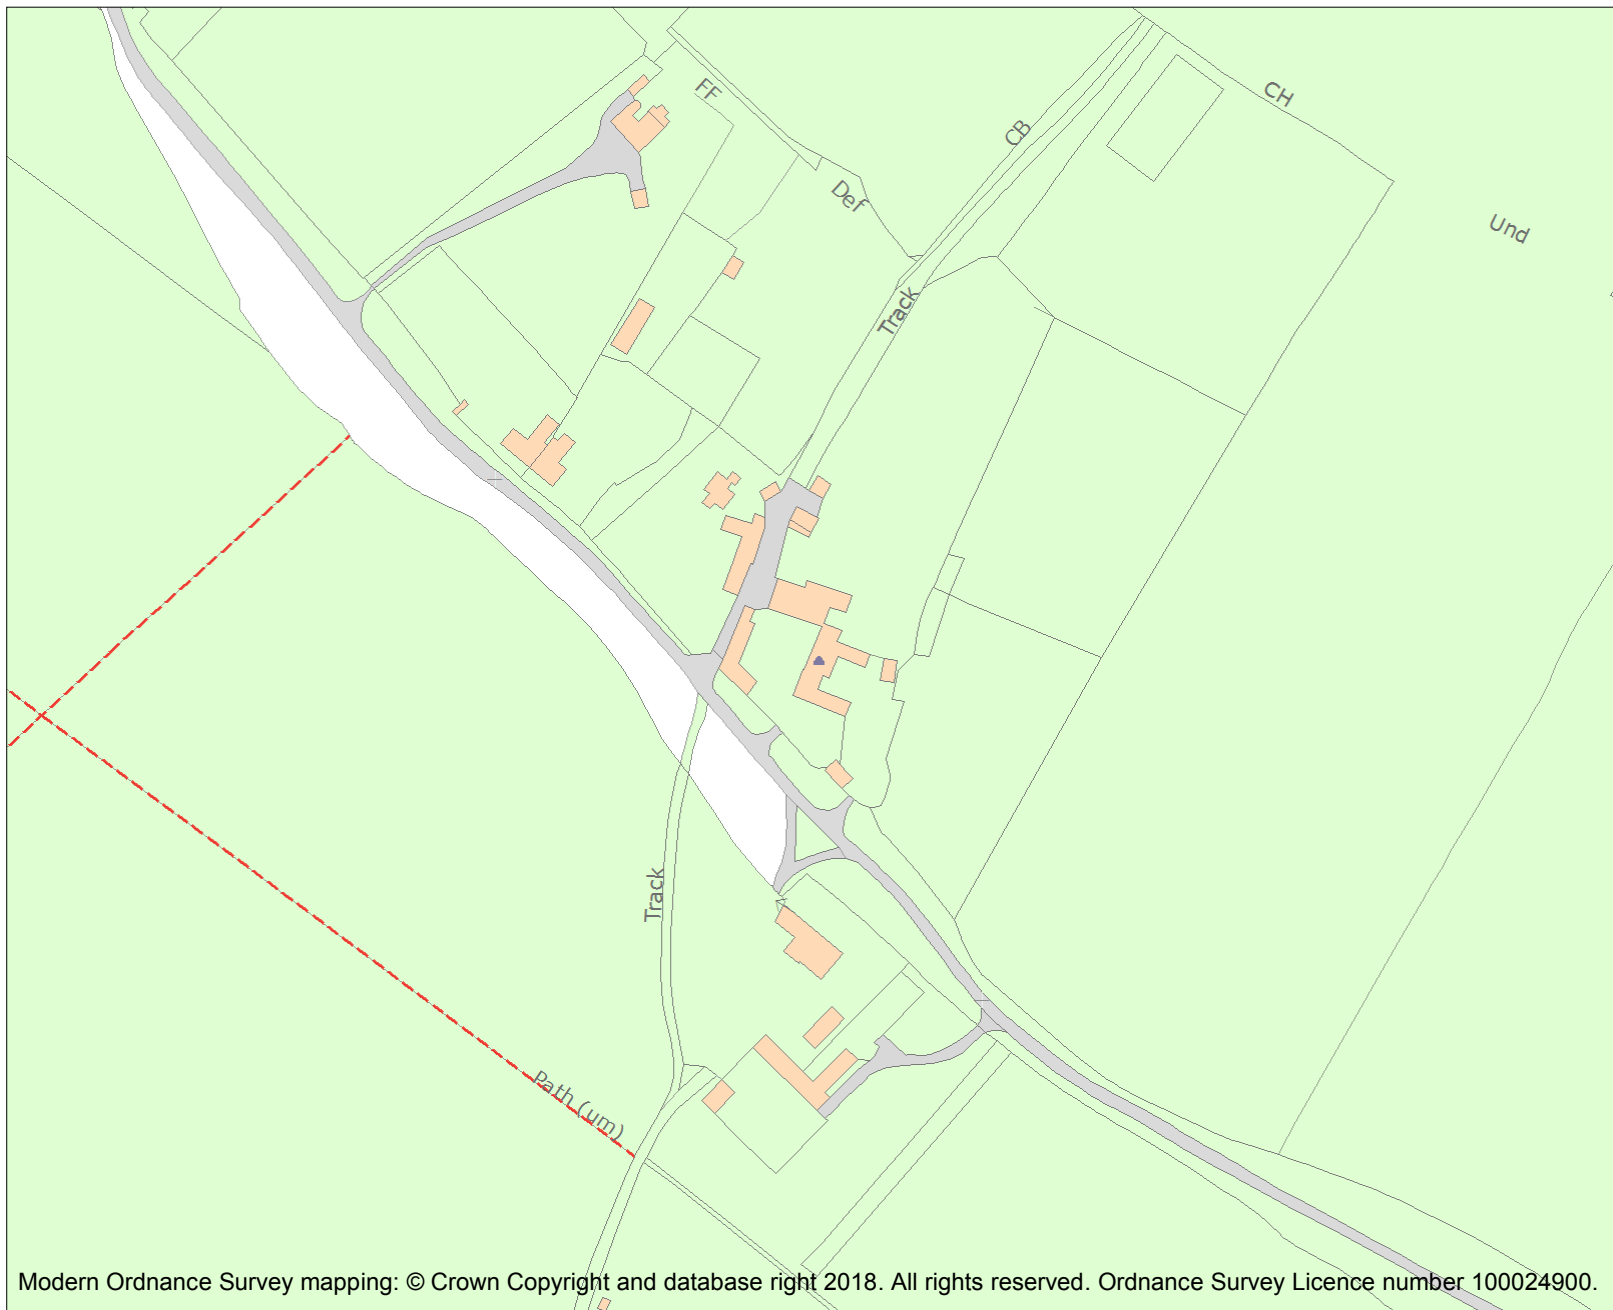 FF
CH
CB
Def
Und
Track
Track
Path (um)
Modern Ordnance Survey mapping: © Crown Copyright and database right 2018. All rights reserved. Ordnance Survey Licence number 100024900.